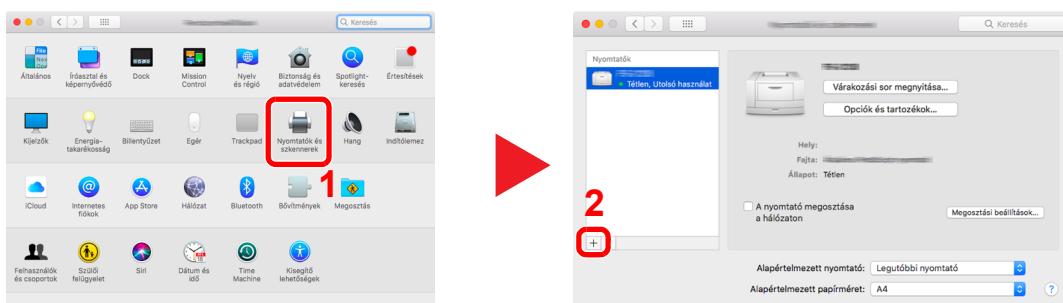 Keresés
File
New
Általános
Íróasztal és
képernyővédő
Dock
Mission
Control
Nyelv
és régió
Biztonság és
adatvédelem
Spotlight-
keresés
Értesítések
Kijelzők
Energia-
takarékosság
Billentyűzet
Egér
Trackpad
Nyomtatók és
szkennerek
Hang
Indítólemez
1
iCloud
Internetes
fiókok
App Store
Hálózat
Bluetooth
Bővítmények
Megosztás
Felhasználók
és csoportok
Szülői
felügyelet
Siri
Dátum és
idő
Time
Machine
Kisegítő
lehetőségek
Keresés
Nyomtatók
Tétlen, Utolsó használat
Várakozási sor megnyitása...
Opciók és tartozékok...
Hely:
Fajta:
Állapot: Tétlen
2
+
A nyomtató megosztása
a hálózaton
Megosztási beállítások...
Alapértelmezett nyomtató: Legutóbbi nyomtató
Alapértelmezett papírméret: A4
?